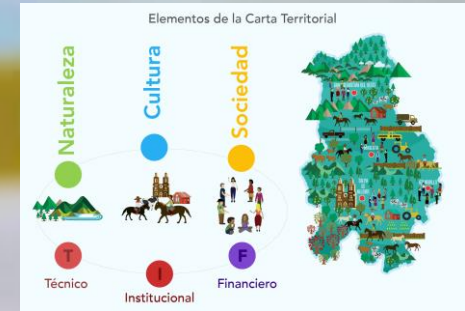 Elementos de la Carta Territorial
Naturaleza
Cultura
Sociedad
T
I
F
Técnico
Institucional
Financiero